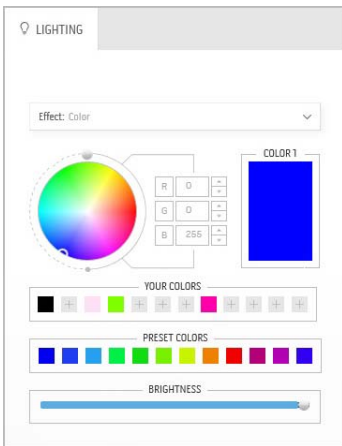 LIGHTING
Effect: Color
COLOR 1
R 0
G 0
B 255
YOUR COLORS
PRESET COLORS
BRIGHTNESS